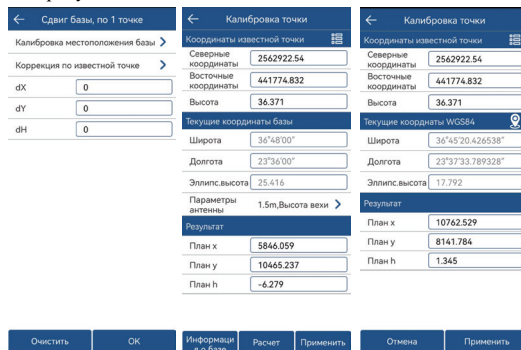 Сдвиг базы, по 1 точке
Калибровка местоположения базы
Коррекция по известной точке
dX 0
dY 0
dH 0
Очистить OK
Калибровка точки
Координаты известной точки
Северные координаты 2562922.54
Восточные координаты 441774.832
Высота 36.371
Текущие координаты базы
Широта 36°48'00"
Долгота 23°36'00"
Эллипс.высота 25.416
Параметры антенны 1.5m,Высота вехи
Результат
План x 5846.059
План y 10465.237
План h -6.279
Информаци я о базе Расчет Применить
Калибровка точки
Координаты известной точки
Северные координаты 2562922.54
Восточные координаты 441774.832
Высота 36.371
Текущие коорднаты WGS84
Широта 36°45'20.426538"
Долгота 23°37'33.789328"
Эллипс.высота 17.792
Результат
План x 10762.529
План y 8141.784
План h 1.345
Отмена Применить